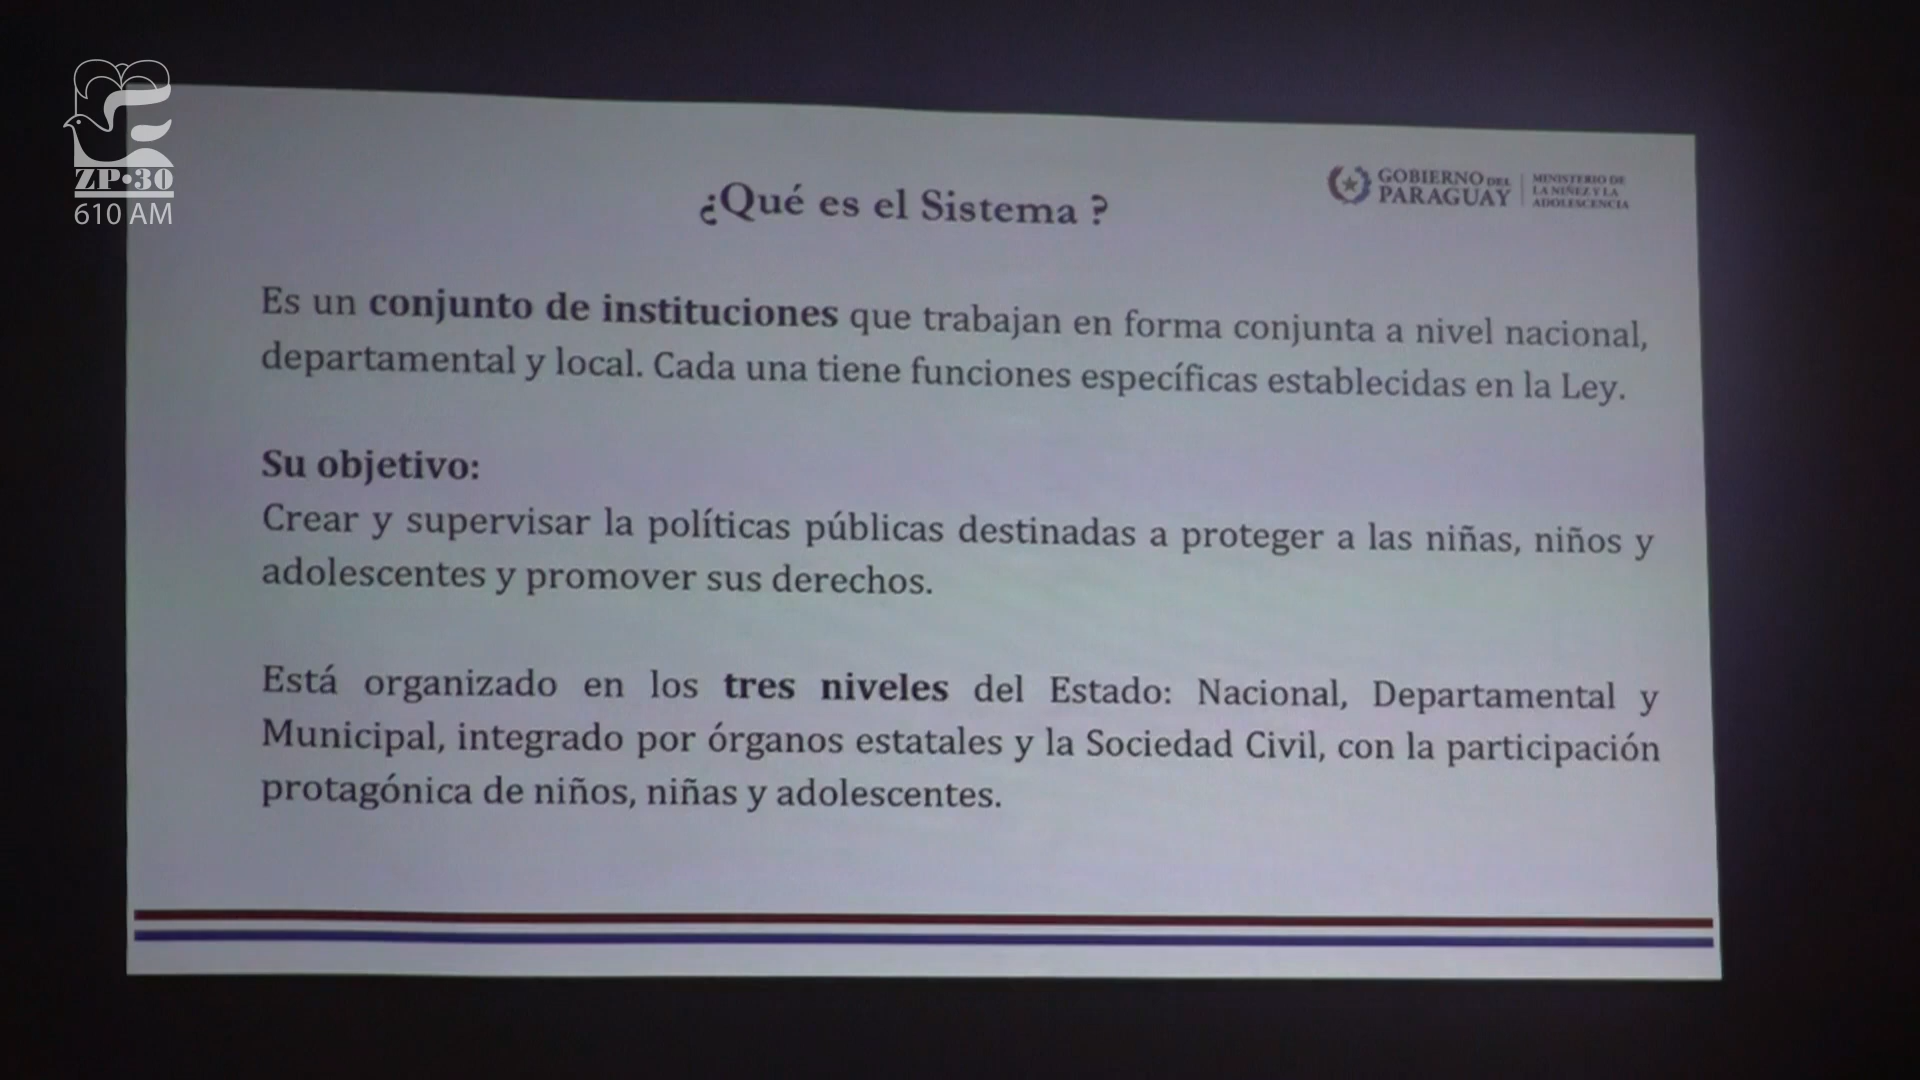 ZP•30
610 AM
¿Qué es el Sistema ?
GOBIERNO DEL
PARAGUAY
MINISTERIO DE
LA NIÑEZ Y LA
ADOLESCENCIA
Es un conjunto de instituciones que trabajan en forma conjunta a nivel nacional,
departamental y local. Cada una tiene funciones específicas establecidas en la Ley.
Su objetivo:
Crear y supervisar la políticas públicas destinadas a proteger a las niñas, niños y
adolescentes y promover sus derechos.
Está organizado en los tres niveles del Estado: Nacional, Departamental y
Municipal, integrado por órganos estatales y la Sociedad Civil, con la participación
protagónica de niños, niñas y adolescentes.